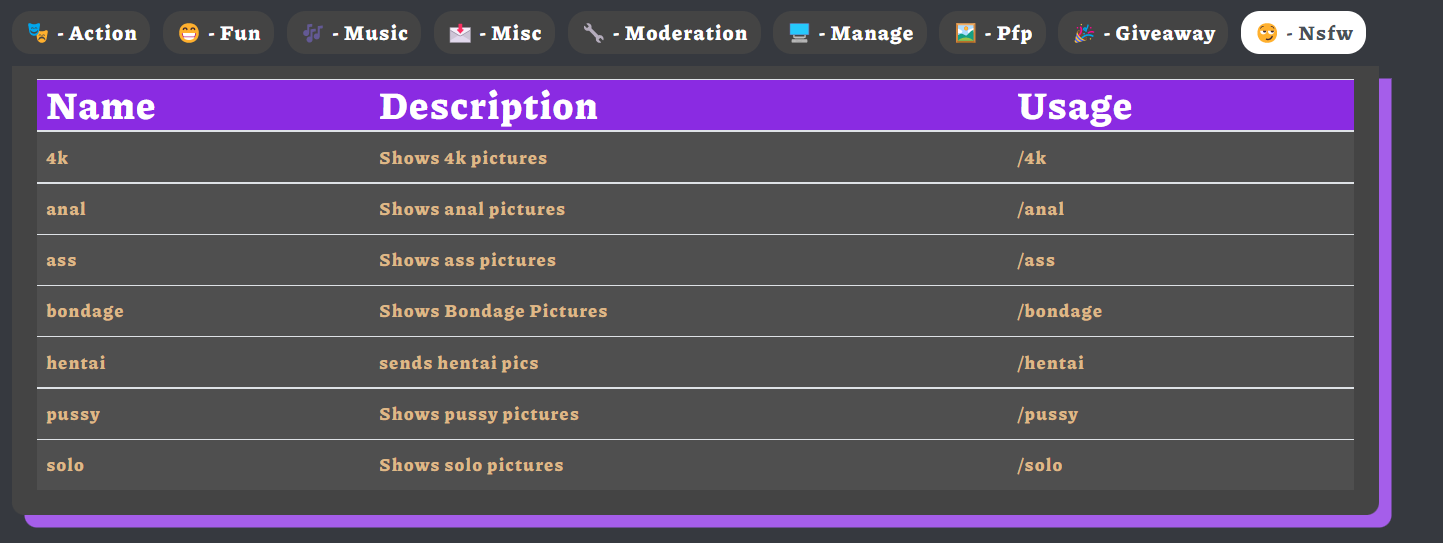 - Action - Fun - Music - Misc - Moderation - Manage - Pfp - Giveaway - Nsfw
Name Description Usage
4k Shows 4k pictures /4k
anal Shows anal pictures /anal
ass Shows ass pictures /ass
bondage Shows Bondage Pictures /bondage
hentai sends hentai pics /hentai
pussy Shows pussy pictures /pussy
solo Shows solo pictures /solo